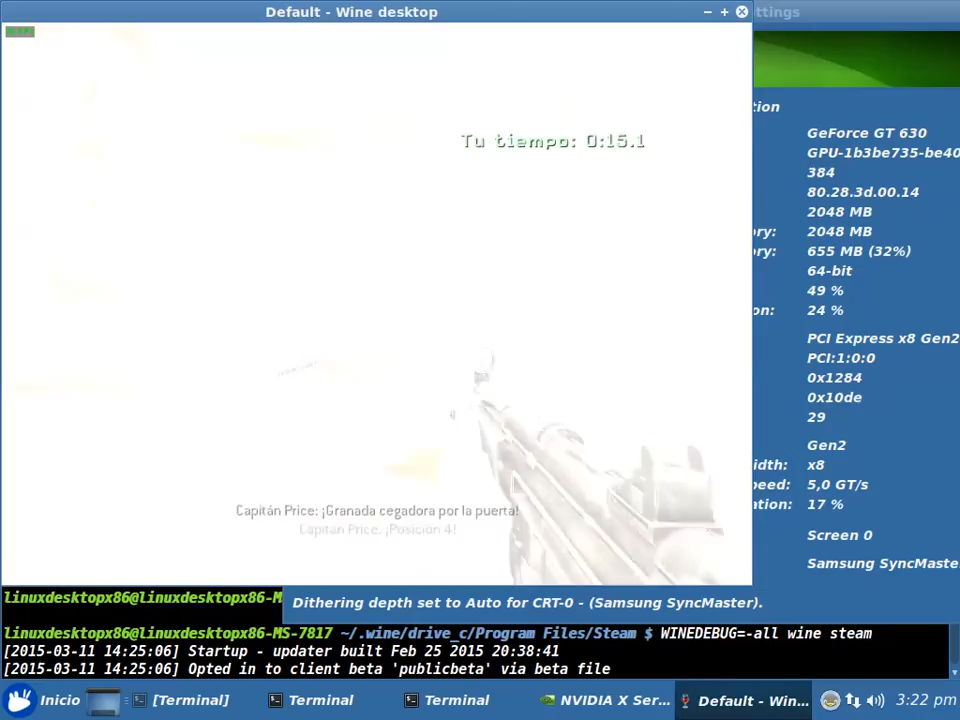 Default - Wine desktop
ttings
Tu tiempo: 0:15.1
Capitán Price: ¡Granada cegadora por la puerta!
Capitán Price: ¡Posición 4!
tion
GeForce GT 630
GPU-1b3be735-be40
384
80.28.3d.00.14
2048 MB
ory: 2048 MB
ory: 655 MB (32%)
64-bit
49 %
on: 24 %
PCI Express x8 Gen2
PCI:1:0:0
0x1284
0x10de
29
Gen2
idth: x8
peed: 5,0 GT/s
ation: 17 %
Screen 0
Samsung SyncMaste
linuxdesktopx86@linuxdesktopx86-M
Dithering depth set to Auto for CRT-0 - (Samsung SyncMaster).
linuxdesktopx86@linuxdesktopx86-MS-7817 ~/.wine/drive_c/Program Files/Steam $ WINEDEBUG=-all wine steam
[2015-03-11 14:25:06] Startup - updater built Feb 25 2015 20:38:41
[2015-03-11 14:25:06] Opted in to client beta 'publicbeta' via beta file
Inicio
[Terminal]
Terminal
Terminal
NVIDIA X Ser...
Default - Win...
3:22 pm